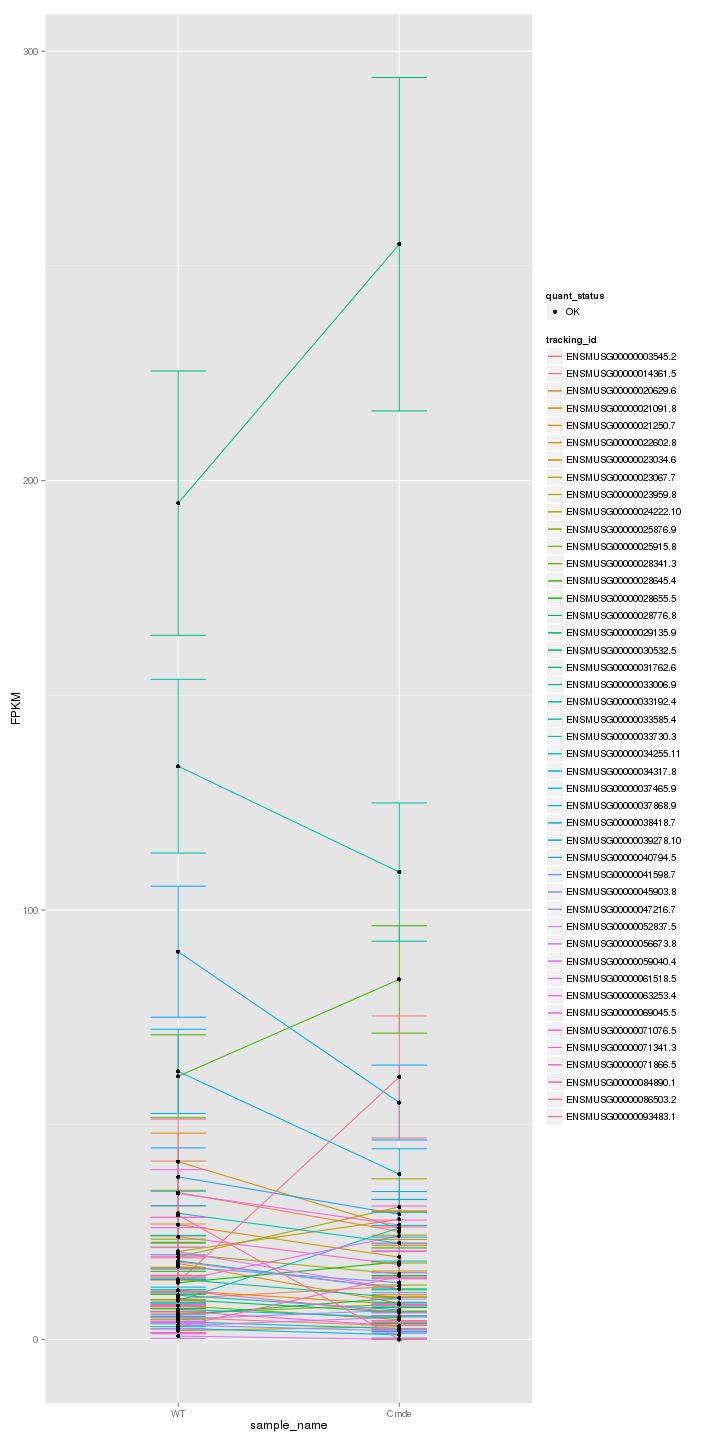 300
200
100
0
FPKM
WT
Cmde
sample_name
quant_status
OK
tracking_id
ENSMUSG00000003545.2
ENSMUSG00000014361.5
ENSMUSG00000020629.6
ENSMUSG00000021091.8
ENSMUSG00000021250.7
ENSMUSG00000022602.8
ENSMUSG00000023034.6
ENSMUSG00000023067.7
ENSMUSG00000023959.8
ENSMUSG00000024222.10
ENSMUSG00000025876.9
ENSMUSG00000025915.8
ENSMUSG00000028341.3
ENSMUSG00000028645.4
ENSMUSG00000028655.5
ENSMUSG00000028776.8
ENSMUSG00000029135.9
ENSMUSG00000030532.5
ENSMUSG00000031762.6
ENSMUSG00000033006.9
ENSMUSG00000033192.4
ENSMUSG00000033585.4
ENSMUSG00000033730.3
ENSMUSG00000034255.11
ENSMUSG00000034317.8
ENSMUSG00000037465.9
ENSMUSG00000037868.9
ENSMUSG00000038418.7
ENSMUSG00000039278.10
ENSMUSG00000040794.5
ENSMUSG00000041598.7
ENSMUSG00000045903.8
ENSMUSG00000047216.7
ENSMUSG00000052837.5
ENSMUSG00000056673.8
ENSMUSG00000059040.4
ENSMUSG00000061518.5
ENSMUSG00000063253.4
ENSMUSG00000069045.5
ENSMUSG00000071076.5
ENSMUSG00000071341.3
ENSMUSG00000071866.5
ENSMUSG00000084890.1
ENSMUSG00000086503.2
ENSMUSG00000093483.1